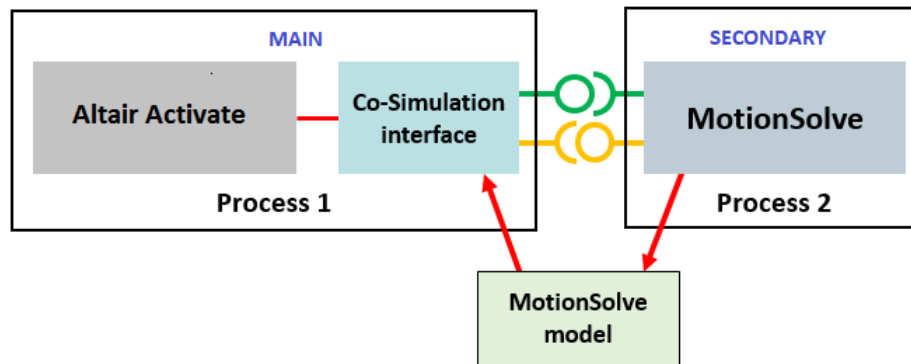 MAIN
Altair Activate
Co-Simulation
interface
Process 1
SECONDARY
MotionSolve
Process 2
MotionSolve
model